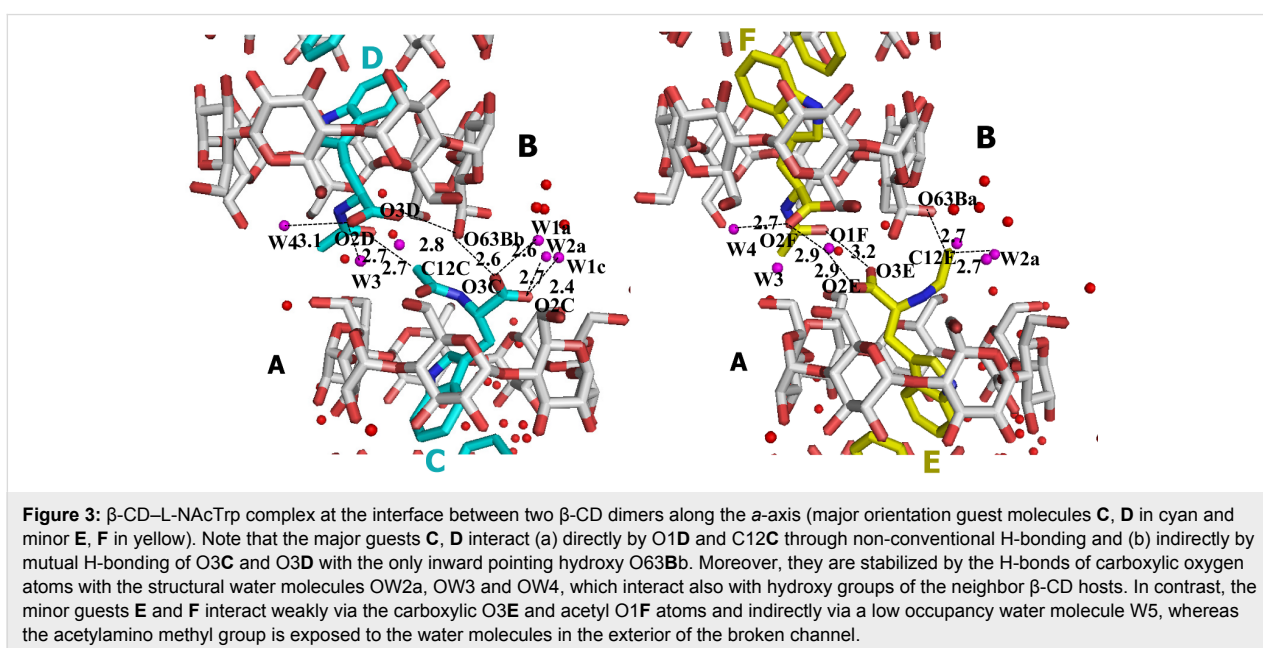 D
B
O3D
W4
3.1
O2D
2.7
2.7
W3
2.8
C12C
O63Bb
W1a
W2a
2.6
2.6
W1c
O3C
2.7
2.4
O2C
A
C
F
B
O63Ba
2.7
W4
O2F
O1F
3.2
2.9
2.9
W3
O3E
O2E
2.7
C12E
2.7
W2a
A
E
Figure 3: β-CD–L-NAcTrp complex at the interface between two β-CD dimers along the a-axis (major orientation guest molecules C, D in cyan and
minor E, F in yellow). Note that the major guests C, D interact (a) directly by O1D and C12C through non-conventional H-bonding and (b) indirectly by
mutual H-bonding of O3C and O3D with the only inward pointing hydroxy O63Bb. Moreover, they are stabilized by the H-bonds of carboxylic oxygen
atoms with the structural water molecules OW2a, OW3 and OW4, which interact also with hydroxy groups of the neighbor β-CD hosts. In contrast, the
minor guests E and F interact weakly via the carboxylic O3E and acetyl O1F atoms and indirectly via a low occupancy water molecule W5, whereas
the acetylamino methyl group is exposed to the water molecules in the exterior of the broken channel.